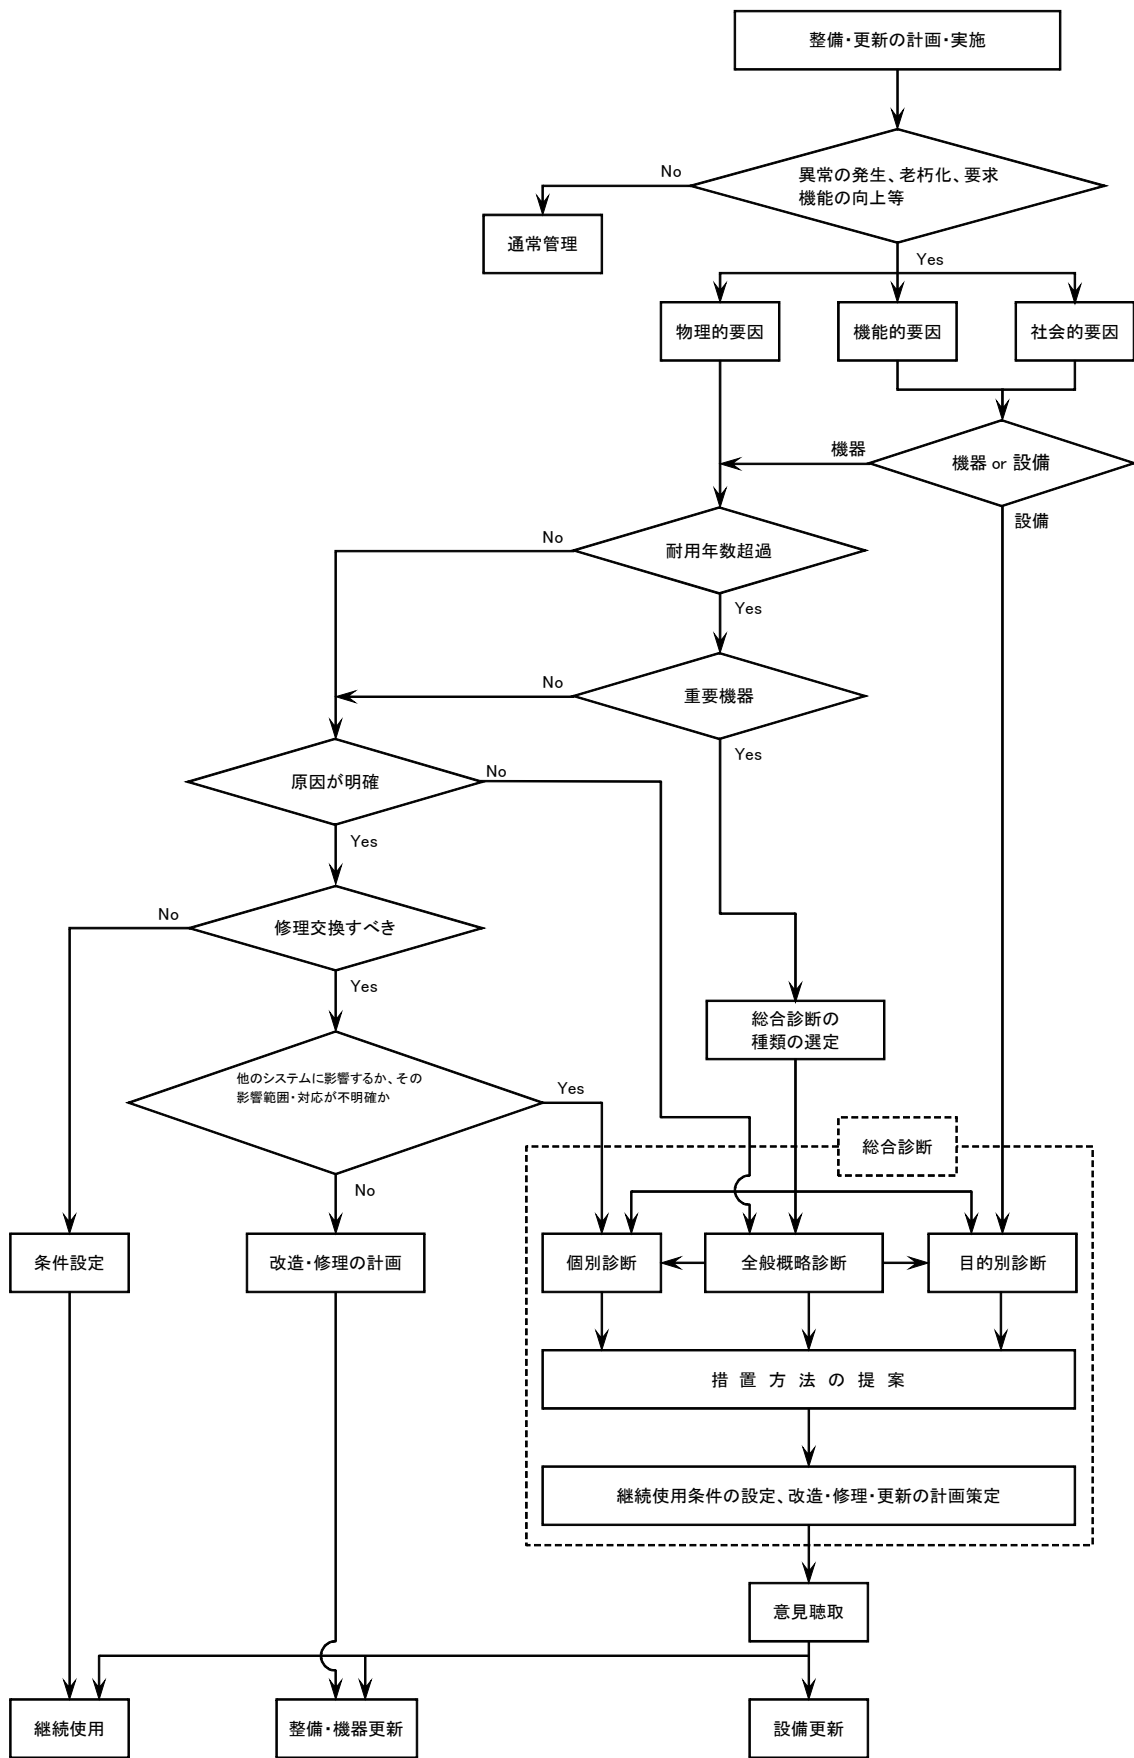 整備・更新の計画・実施
No
異常の発生、老朽化、要求
機能の向上等
通常管理
Yes
物理的要因
機能的要因
社会的要因
機器
機器 or 設備
設備
No
耐用年数超過
Yes
No
重要機器
Yes
原因が明確
No
Yes
No
修理交換すべき
Yes
総合診断の
種類の選定
他のシステムに影響するか、その
影響範囲・対応が不明確か
Yes
総合診断
No
条件設定
改造・修理の計画
個別診断
全般概略診断
目的別診断
措置方法の提案
継続使用条件の設定、改造・修理・更新の計画策定
意見聴取
継続使用
整備・機器更新
設備更新